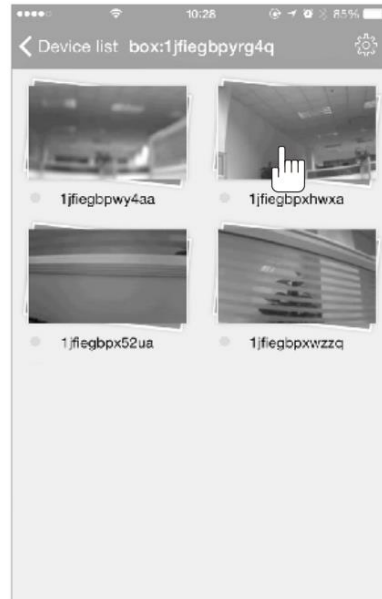 10:28 85%
Device list box:1jfiegbpyrg4q
1jfiegbpwy4aa 1jfiegbpxhwxa
1jfiegbpx52ua 1jfiegbpxwzzq